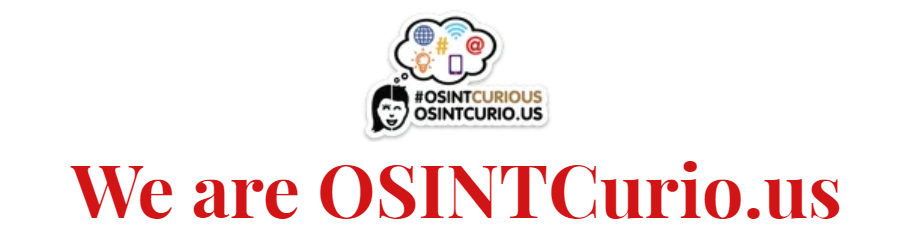 #
@
#OSINTCURIOUS
OSINTCURIO.US
We are OSINTCurio.us